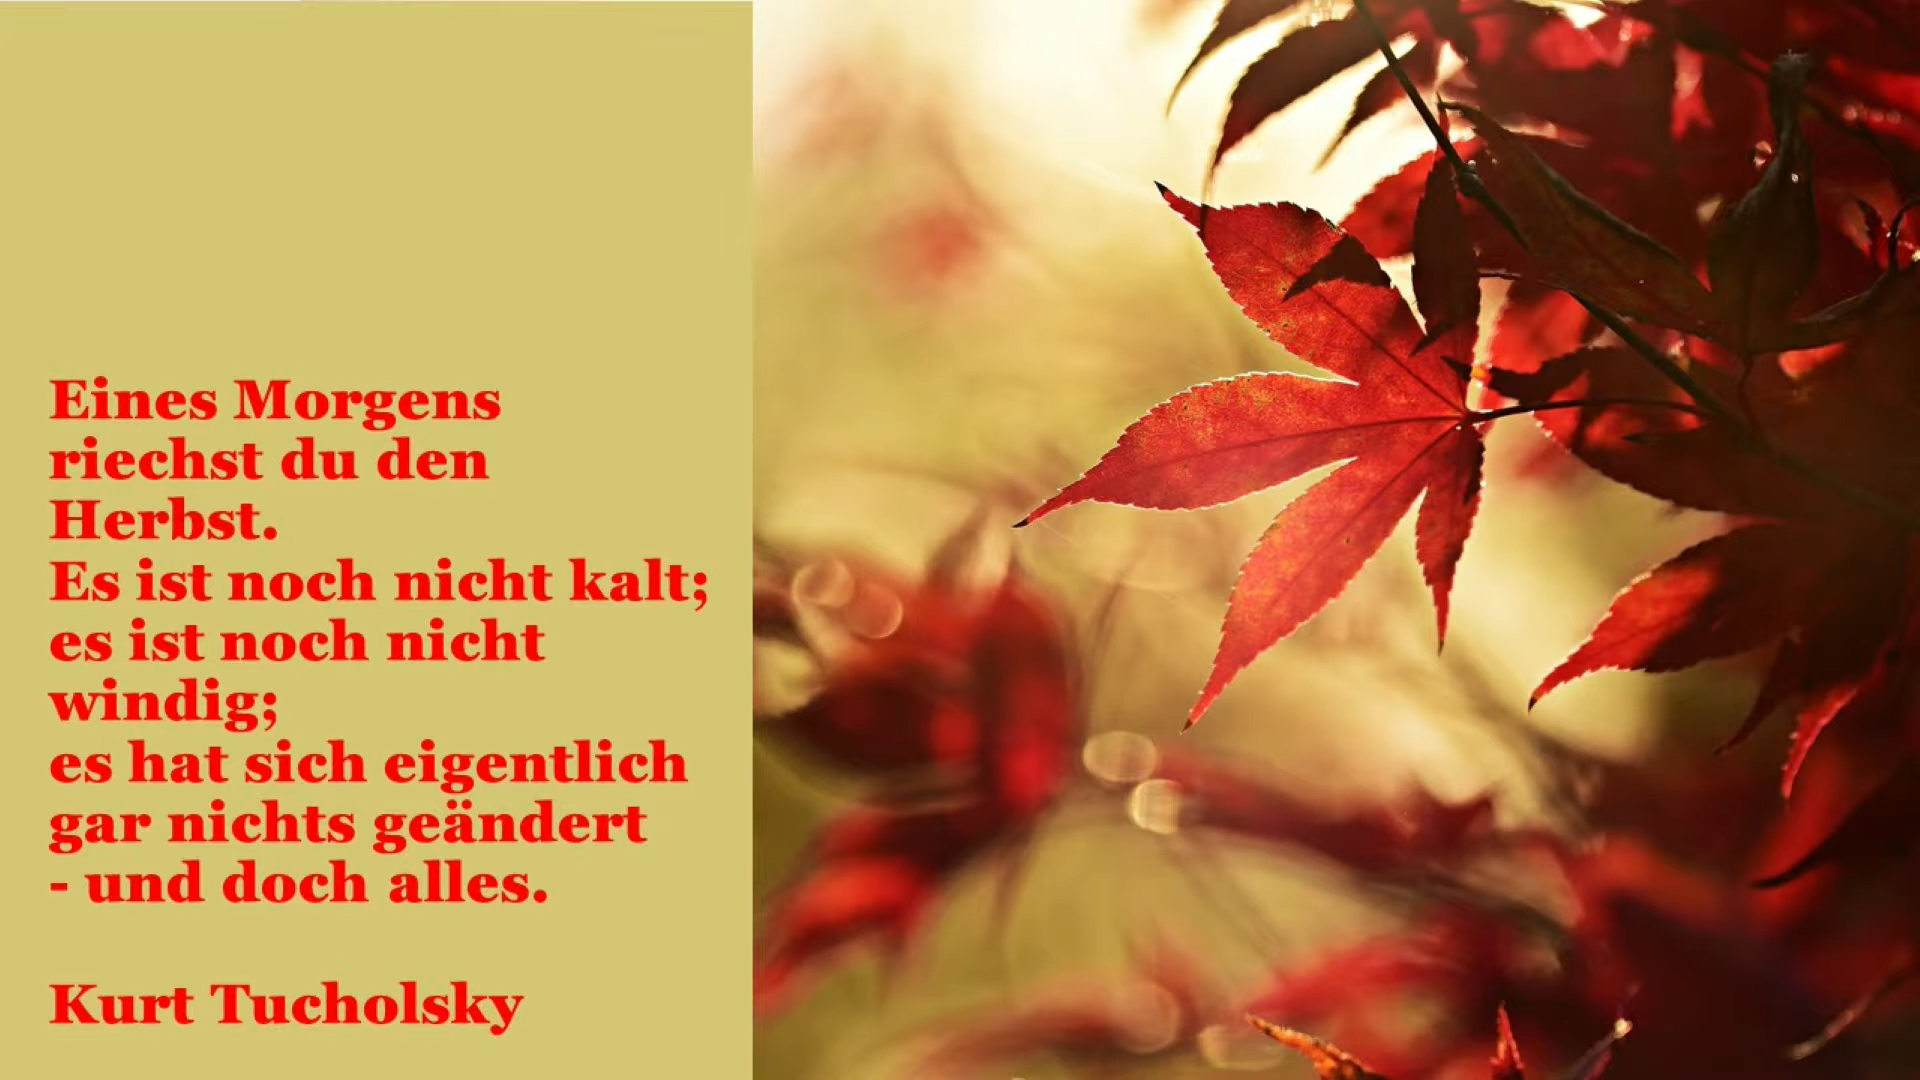 Eines Morgens
riechst du den
Herbst.
Es ist noch nicht kalt;
es ist noch nicht
windig;
es hat sich eigentlich
gar nichts geändert
- und doch alles.
Kurt Tucholsky